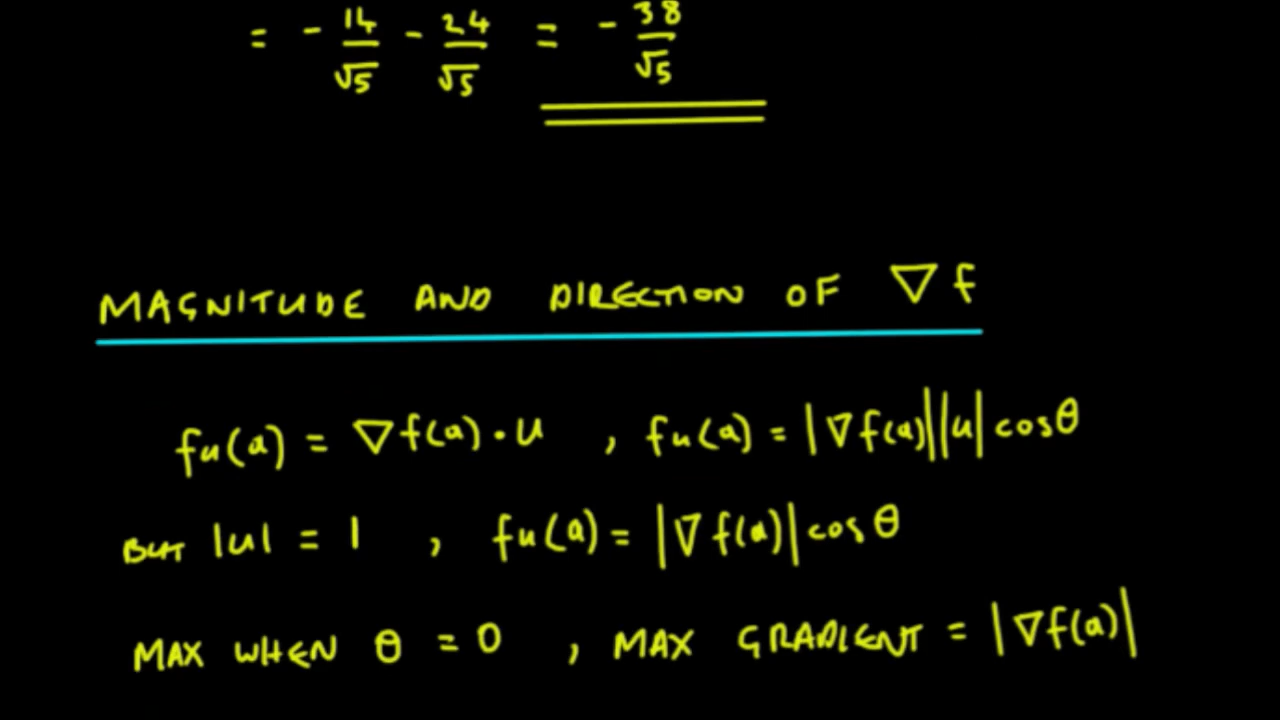 = - 14/√5 - 24/√5 = - 38/√5
MAGNITUDE AND DIRECTION OF ∇f
fu(a) = ∇f(a)·u , fu(a) = |∇f(a)||u| cosθ
BUT |u| = 1 , fu(a) = |∇f(a)| cosθ
MAX WHEN θ = 0 , MAX GRADIENT = |∇f(a)|